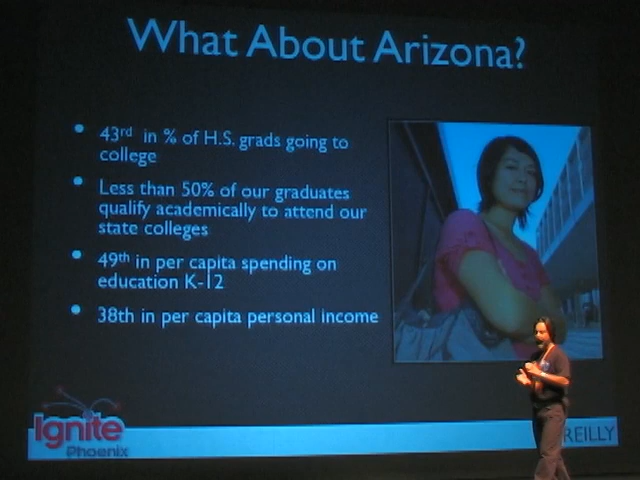 What About Arizona?
• 43rd in % of H.S. grads going to
college
• Less than 50% of our graduates
qualify academically to attend our
state colleges
• 49th in per capita spending on
education K-12
• 38th in per capita personal income
Ignite
Phoenix
REILLY